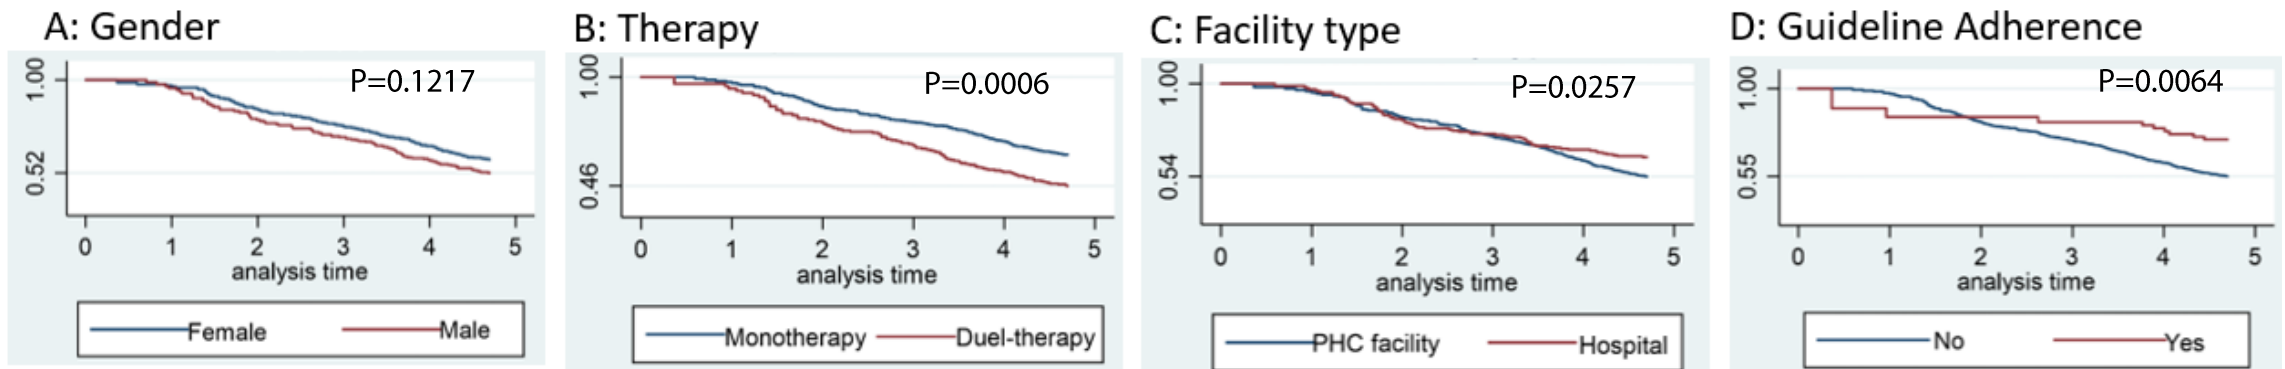 A: Gender
P=0.1217
1.00
0.52
0 1 2 3 4 5
analysis time
Female Male
B: Therapy
P=0.0006
1.00
0.46
0 1 2 3 4 5
analysis time
Monotherapy Duel-therapy
C: Facility type
P=0.0257
1.00
0.54
0 1 2 3 4 5
analysis time
PHC facility Hospital
D: Guideline Adherence
P=0.0064
1.00
0.55
0 1 2 3 4 5
analysis time
No Yes